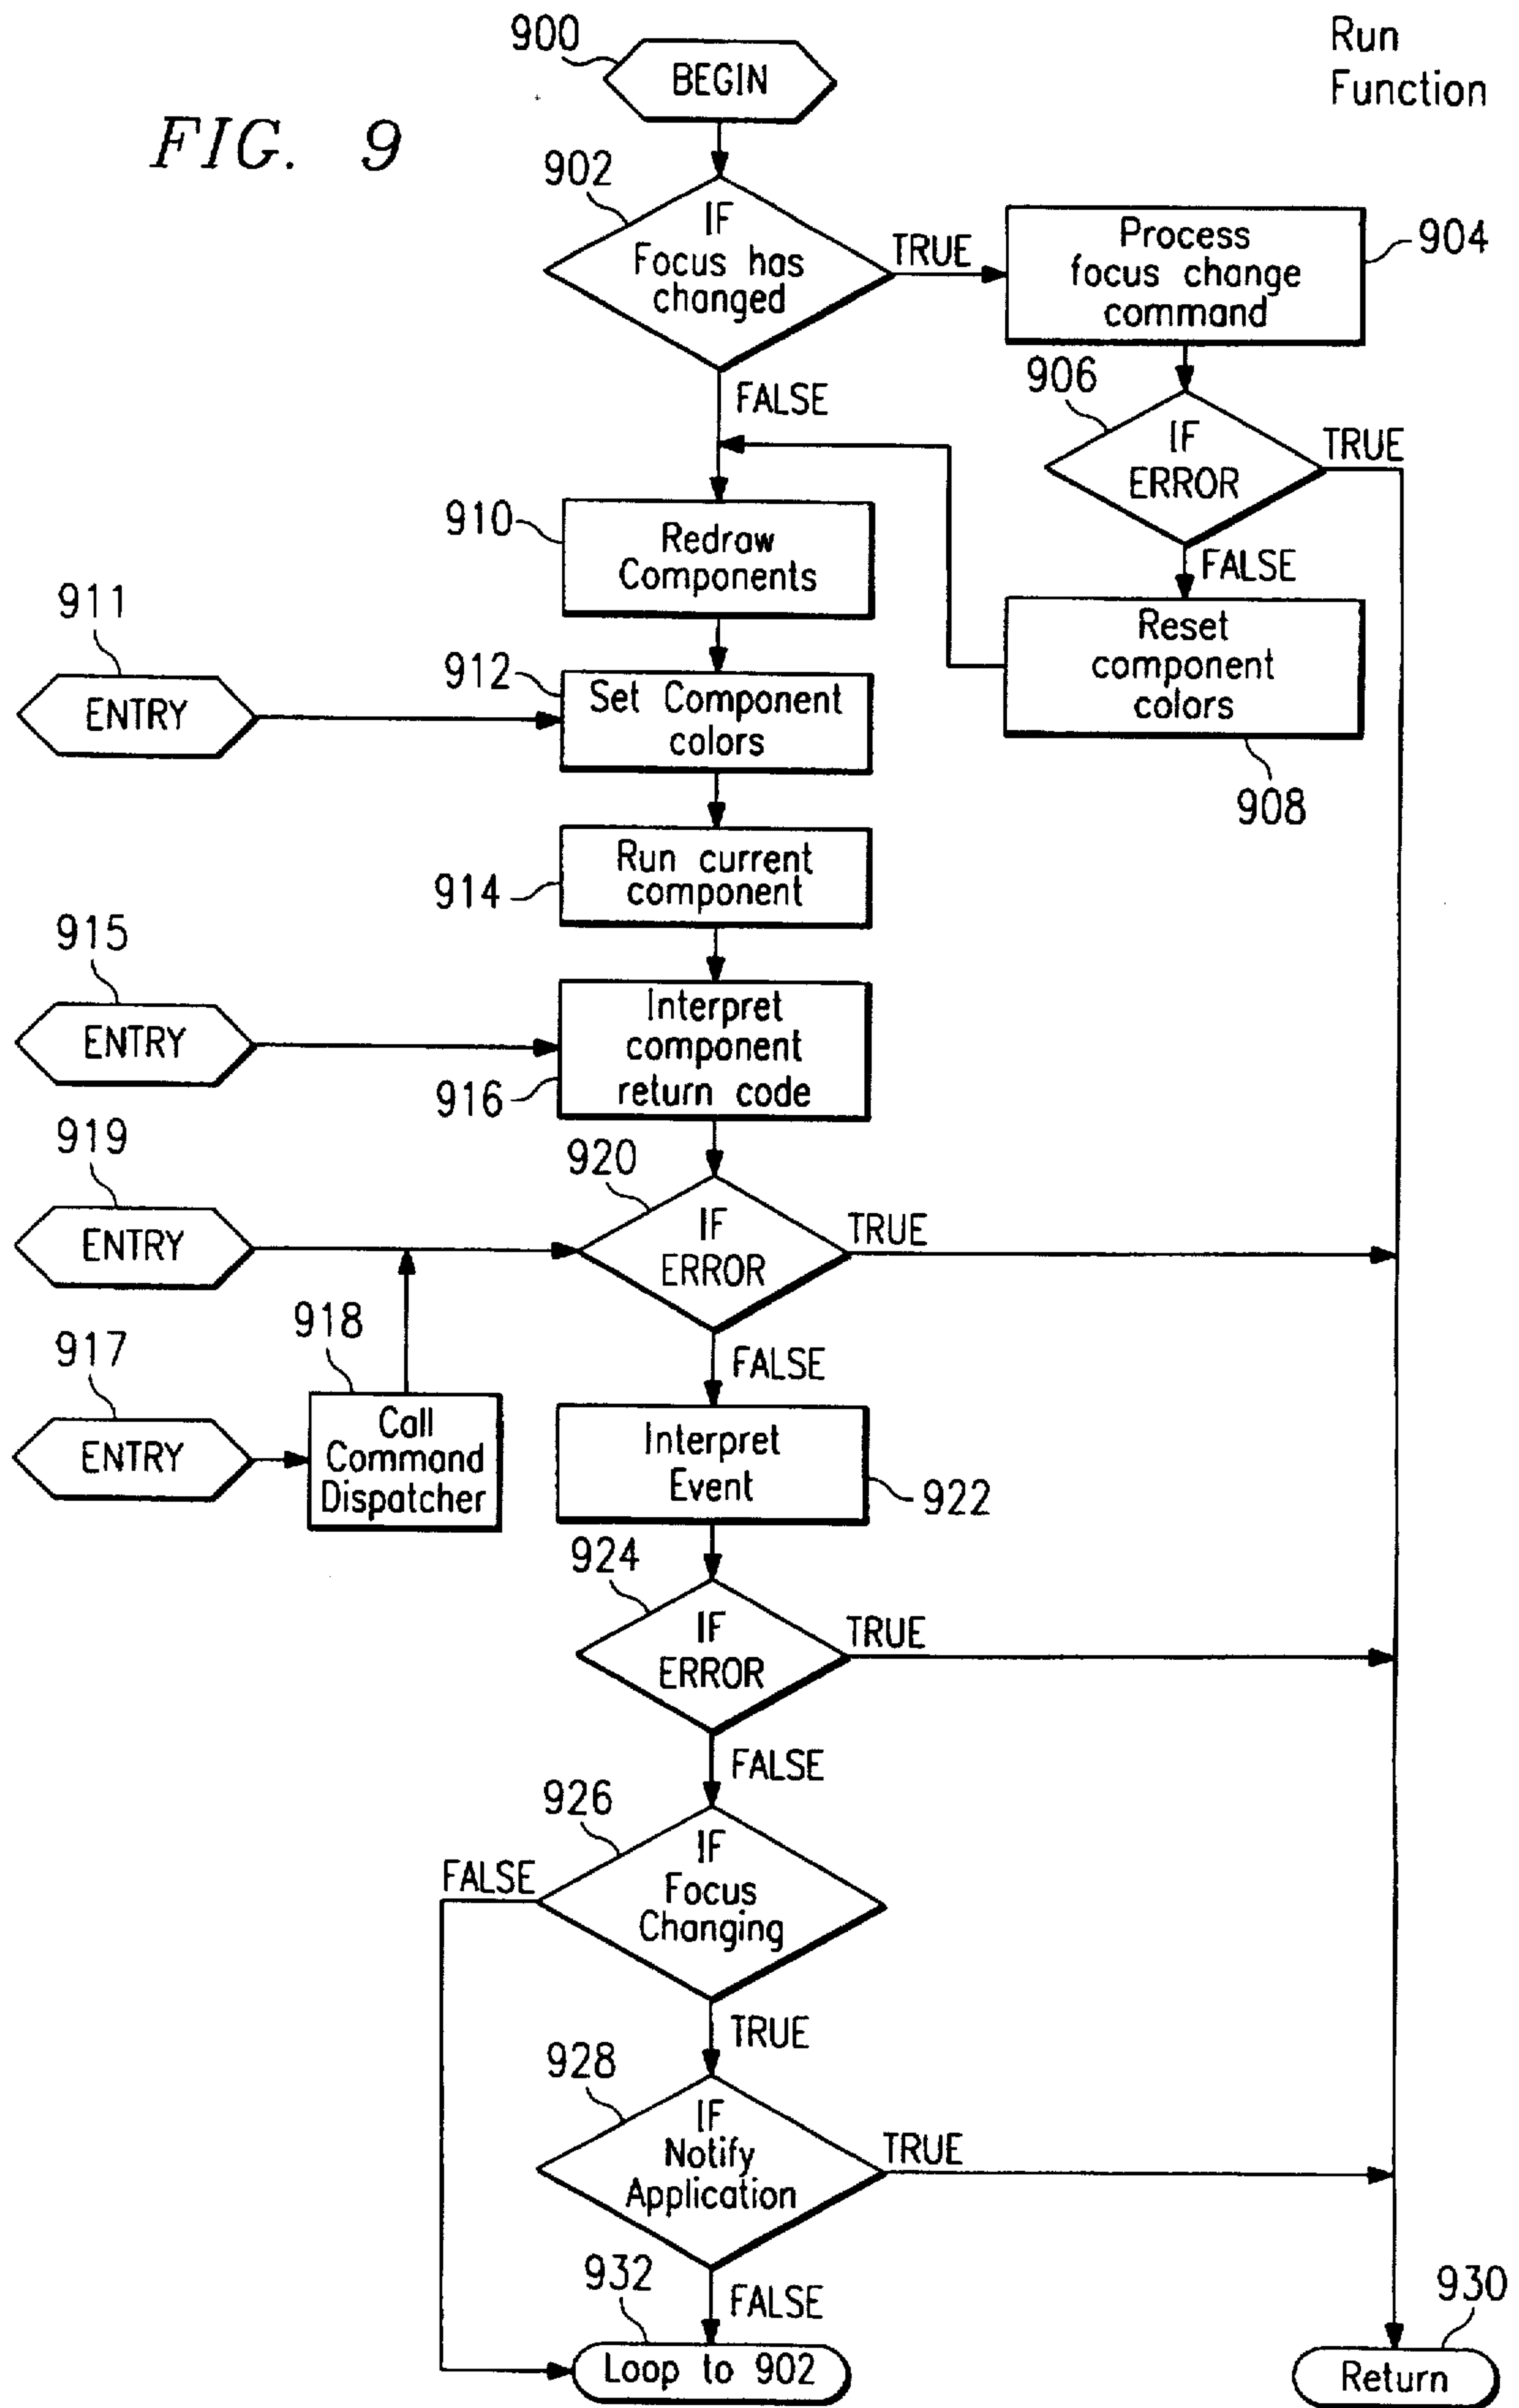 900
BEGIN
Run
Function
FIG. 9
902
IF
Focus has
changed
TRUE
Process
focus change
command
904
FALSE
906
IF
ERROR
TRUE
FALSE
910
Redraw
Components
Reset
component
colors
908
911
ENTRY
912
Set Component
colors
914
Run current
component
915
ENTRY
916
Interpret
component
return code
919
ENTRY
920
IF
ERROR
TRUE
FALSE
917
ENTRY
918
Call
Command
Dispatcher
Interpret
Event
922
924
IF
ERROR
TRUE
FALSE
926
IF
Focus
Changing
FALSE
TRUE
928
IF
Notify
Application
TRUE
FALSE
932
Loop to 902
930
Return